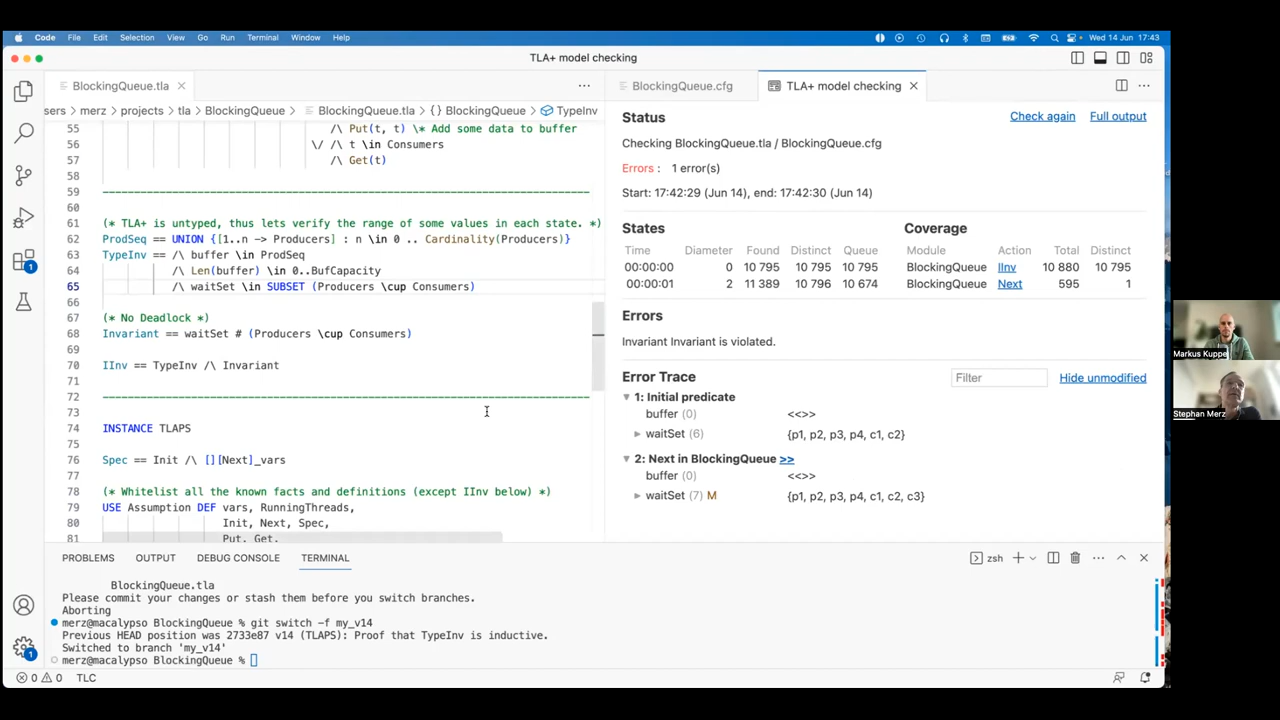 Code File Edit Selection View Go Run Terminal Window Help Wed 14 Jun 17:43
TLA+ model checking
BlockingQueue.tla
BlockingQueue.cfg TLA+ model checking
sers merz projects tla BlockingQueue BlockingQueue.tla {} BlockingQueue TypeInv
55 /\ Put(t, t) \* Add some data to buffer
56 \/ /\ t \in Consumers
57 /\ Get(t)
58
59 ----------------------------------------------------------------------------
60
61 (* TLA+ is untyped, thus lets verify the range of some values in each state. *)
62 ProdSeq == UNION {[1..n -> Producers] : n \in 0 .. Cardinality(Producers)}
63 TypeInv == /\ buffer \in ProdSeq
64 /\ Len(buffer) \in 0..BufCapacity
65 /\ waitSet \in SUBSET (Producers \cup Consumers)
66
67 (* No Deadlock *)
68 Invariant == waitSet # (Producers \cup Consumers)
69
70 IInv == TypeInv /\ Invariant
71
72 ----------------------------------------------------------------------------
73
74 INSTANCE TLAPS
75
76 Spec == Init /\ [][Next]_vars
77
78 (* Whitelist all the known facts and definitions (except IInv below) *)
79 USE Assumption DEF vars, RunningThreads,
80 Init, Next, Spec,
81 Put, Get,
Status
Check again Full output
Checking BlockingQueue.tla / BlockingQueue.cfg
Errors : 1 error(s)
Start: 17:42:29 (Jun 14), end: 17:42:30 (Jun 14)
States
Time Diameter Found Distinct Queue
00:00:00 0 10 795 10 795 10 795
00:00:01 2 11 389 10 796 10 674
Coverage
Module Action Total Distinct
BlockingQueue IInv 10 880 10 795
BlockingQueue Next 595 1
Errors
Invariant Invariant is violated.
Error Trace
Filter
Hide unmodified
1: Initial predicate
buffer (0) <<>>
waitSet (6) {p1, p2, p3, p4, c1, c2}
2: Next in BlockingQueue >>
buffer (0) <<>>
waitSet (7) M {p1, p2, p3, p4, c1, c2, c3}
PROBLEMS OUTPUT DEBUG CONSOLE TERMINAL
zsh
BlockingQueue.tla
Please commit your changes or stash them before you switch branches.
Aborting
merz@macalypso BlockingQueue % git switch -f my_v14
Previous HEAD position was 2733e87 v14 (TLAPS): Proof that TypeInv is inductive.
Switched to branch 'my_v14'
merz@macalypso BlockingQueue %
0 0 TLC
1
1
Markus Kuppe
Stephan Merz